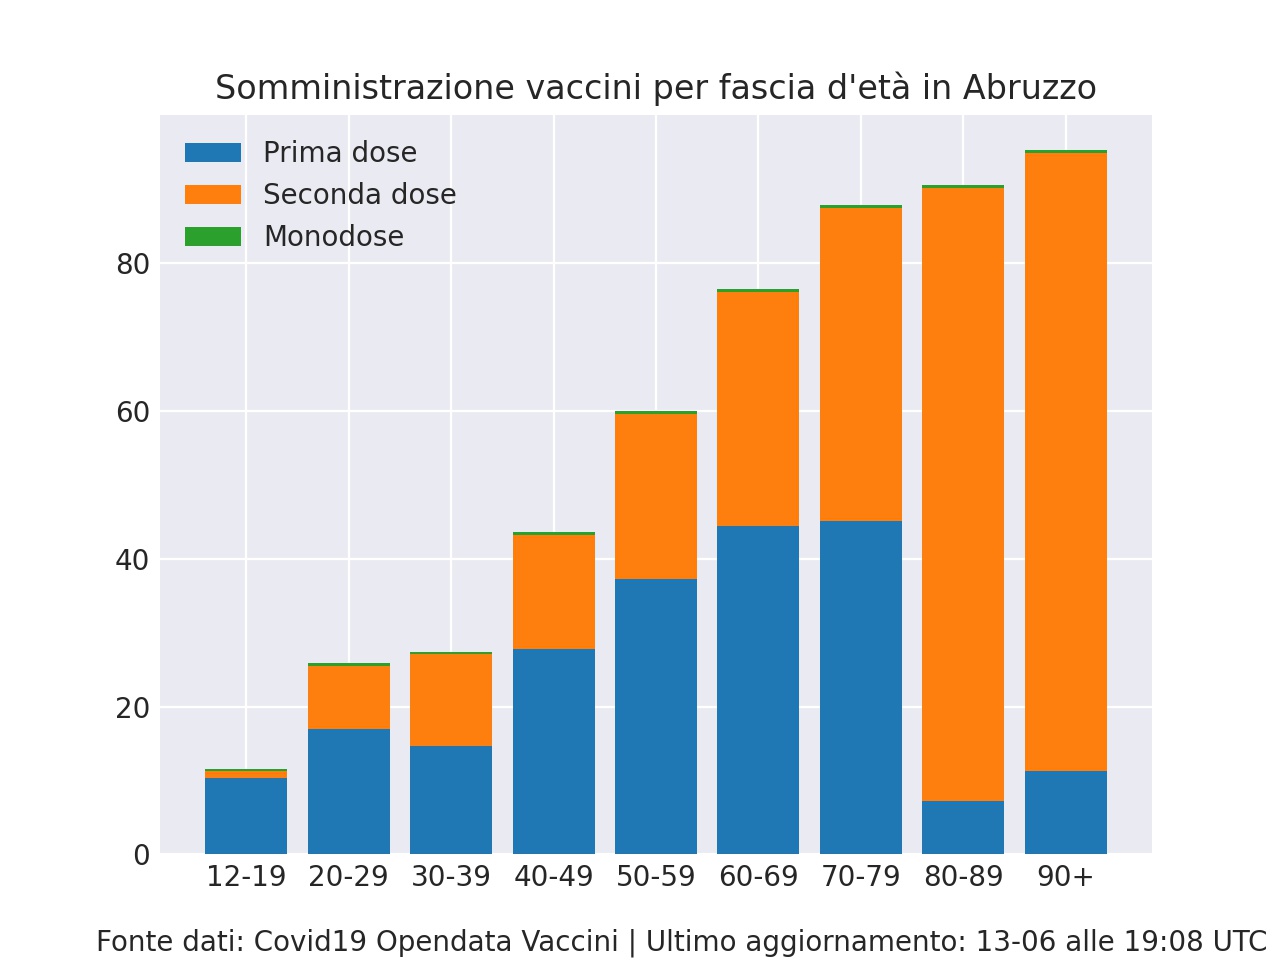 Somministrazione vaccini per fascia d'età in Abruzzo
Prima dose
Seconda dose
Monodose
80
60
40
20
0
12-19 20-29 30-39 40-49 50-59 60-69 70-79 80-89 90+
Fonte dati: Covid19 Opendata Vaccini | Ultimo aggiornamento: 13-06 alle 19:08 UTC